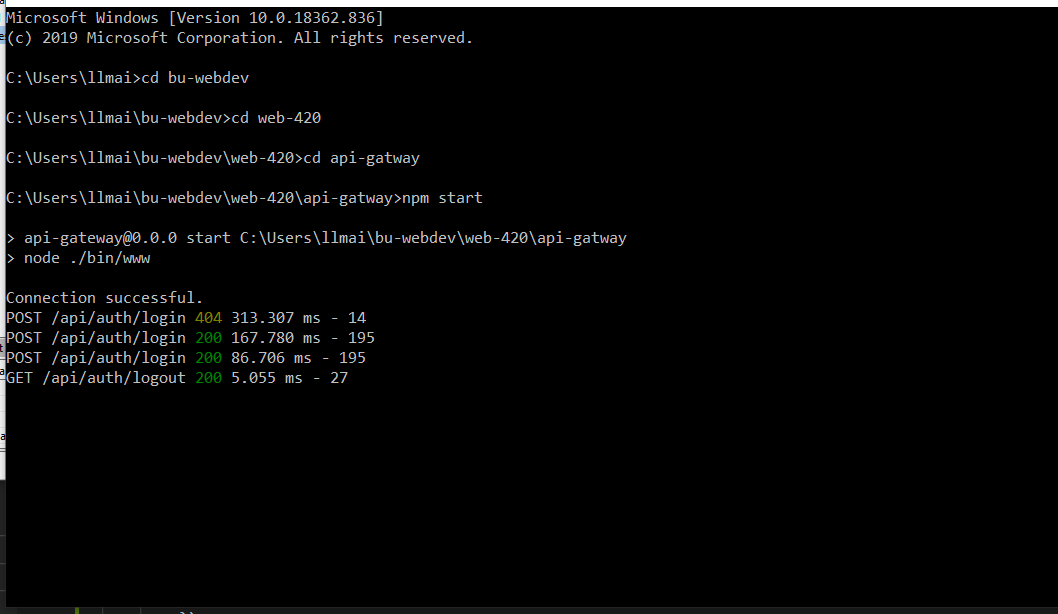 Microsoft Windows [Version 10.0.18362.836]
(c) 2019 Microsoft Corporation. All rights reserved.
C:\Users\llmai>cd bu-webdev
C:\Users\llmai\bu-webdev>cd web-420
C:\Users\llmai\bu-webdev\web-420>cd api-gatway
C:\Users\llmai\bu-webdev\web-420\api-gatway>npm start
> api-gateway@0.0.0 start C:\Users\llmai\bu-webdev\web-420\api-gatway
> node ./bin/www
Connection successful.
POST /api/auth/login 404 313.307 ms - 14
POST /api/auth/login 200 167.780 ms - 195
POST /api/auth/login 200 86.706 ms - 195
GET /api/auth/logout 200 5.055 ms - 27